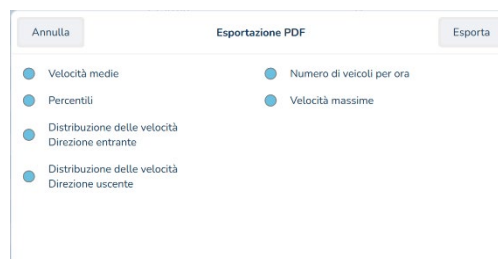 Annulla
Esportazione PDF
Esporta
Velocità medie
Numero di veicoli per ora
Percentili
Velocità massime
Distribuzione delle velocità
Direzione entrante
Distribuzione delle velocità
Direzione uscente